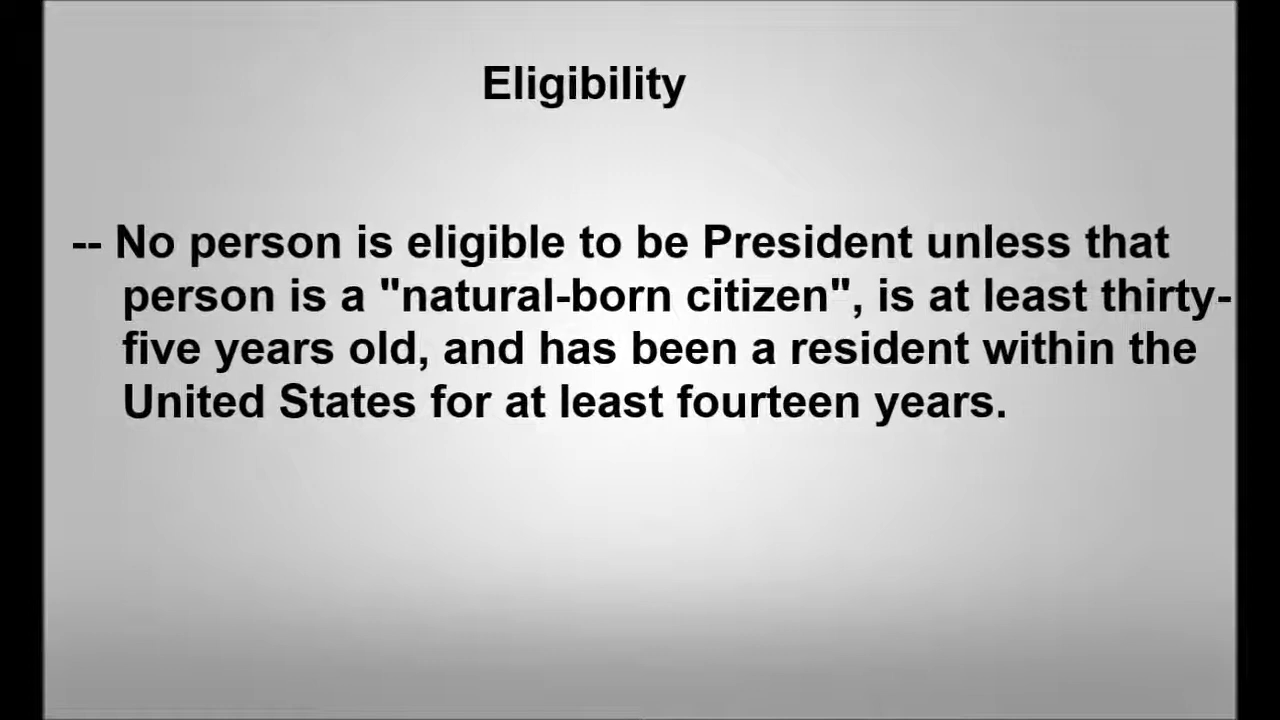 Eligibility
-- No person is eligible to be President unless that
person is a "natural-born citizen", is at least thirty-
five years old, and has been a resident within the
United States for at least fourteen years.